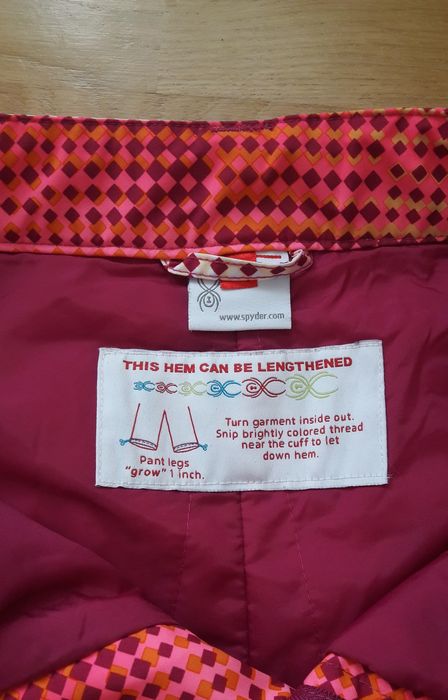 www.spyder.com
THIS HEM CAN BE LENGTHENED
Turn garment inside out.
Snip brightly colored thread
near the cuff to let
down hem.
Pant legs
"grow" 1 inch.